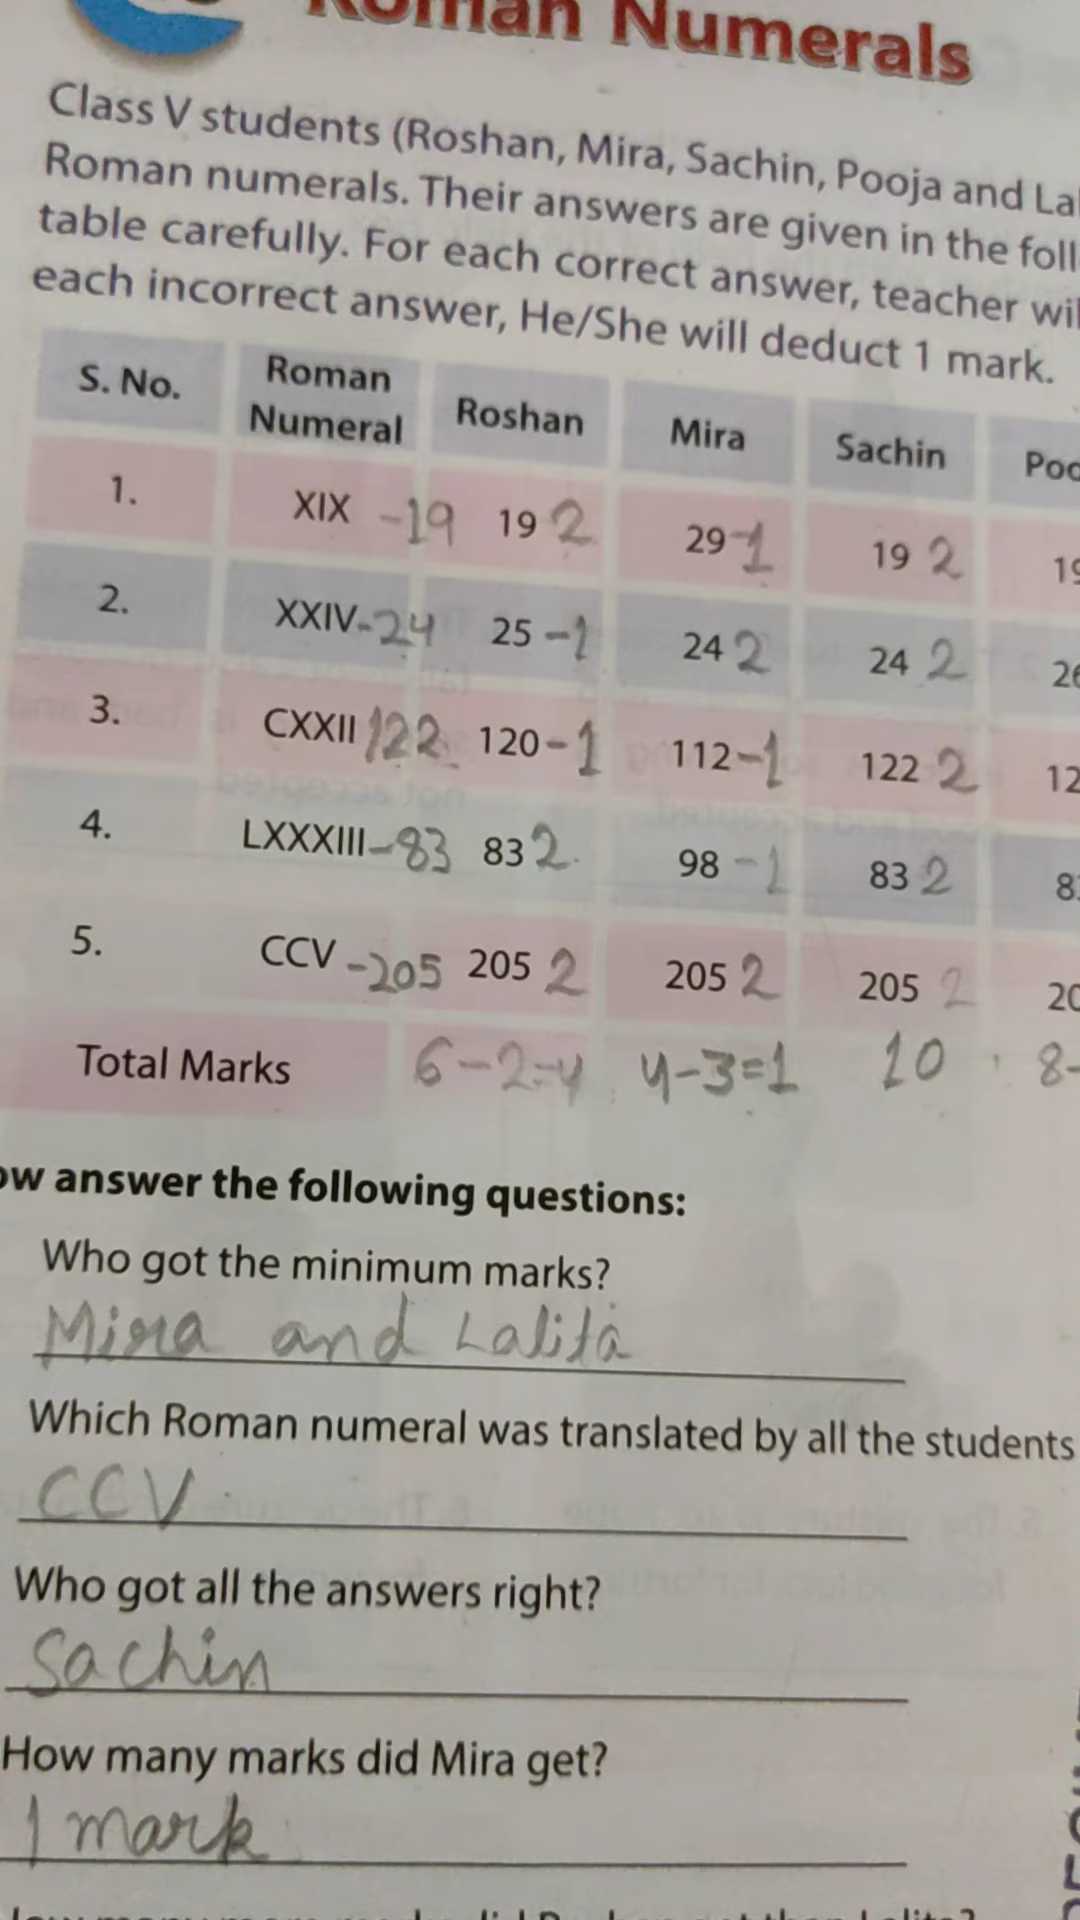 Roman Numerals
Class V students (Roshan, Mira, Sachin, Pooja and
Roman numerals. Their answers are given in the
table carefully. For each correct answer, teacher
each incorrect answer, He/She will deduct 1 mark.
S. No. Roman Numeral Roshan Mira Sachin
1. XIX -19 19 2 29 -1 19 2
2. XXIV -24 25 -1 24 2 24 2
3. CXXII 122 120 -1 112 -1 122 2
4. LXXXIII -83 83 2 98 -1 83 2
5. CCV -205 205 2 205 2 205 2
Total Marks 6-2=4 4-3=1 10 8-
answer the following questions:
Who got the minimum marks?
Mira and Lalita
Which Roman numeral was translated by all the students
CCV
Who got all the answers right?
Sachin
How many marks did Mira get?
1 mark